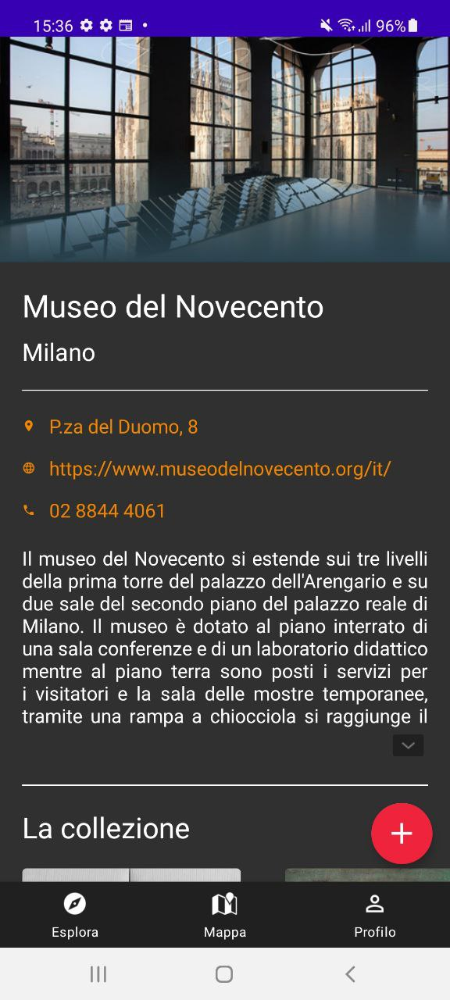 15:36
96%
Museo del Novecento
Milano
P.za del Duomo, 8
https://www.museodelnovecento.org/it/
02 8844 4061
Il museo del Novecento si estende sui tre livelli
della prima torre del palazzo dell'Arengario e su
due sale del secondo piano del palazzo reale di
Milano. Il museo è dotato al piano interrato di
una sala conferenze e di un laboratorio didattico
mentre al piano terra sono posti i servizi per
i visitatori e la sala delle mostre temporanee,
tramite una rampa a chiocciola si raggiunge il
La collezione
Esplora
Mappa
Profilo